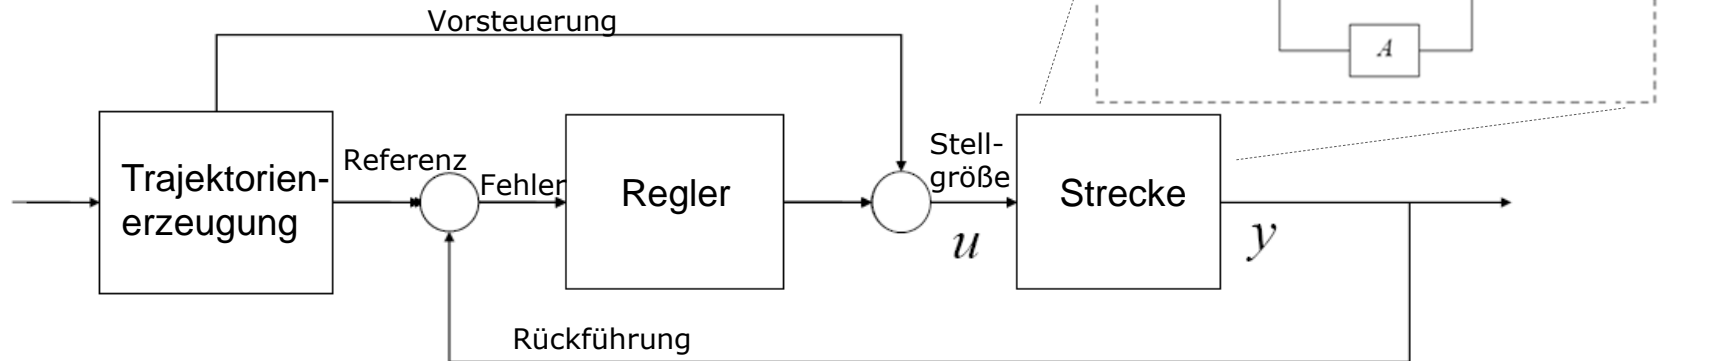 Vorsteuerung
A
Trajektorien-
erzeugung
Referenz
Fehler
Regler
Stell-
größe
u
Strecke
y
Rückführung